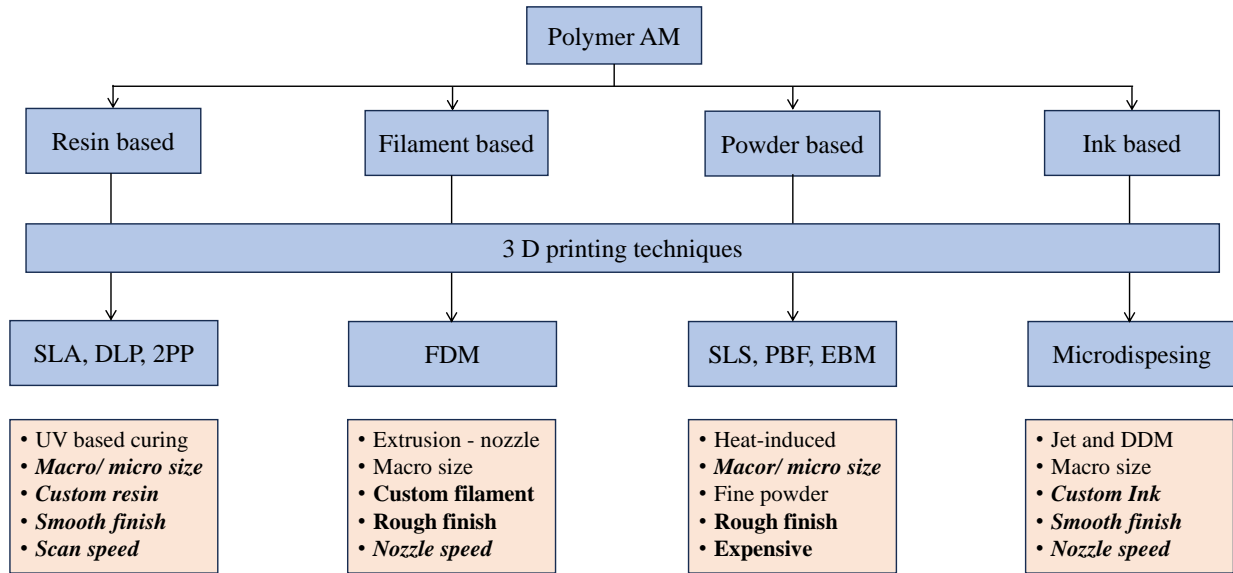 Polymer AM
Resin based
Filament based
Powder based
Ink based
3 D printing techniques
SLA, DLP, 2PP
FDM
SLS, PBF, EBM
Microdispesing
• UV based curing
• Macro/ micro size
• Custom resin
• Smooth finish
• Scan speed
• Extrusion - nozzle
• Macro size
• Custom filament
• Rough finish
• Nozzle speed
• Heat-induced
• Macor/ micro size
• Fine powder
• Rough finish
• Expensive
• Jet and DDM
• Macro size
• Custom Ink
• Smooth finish
• Nozzle speed